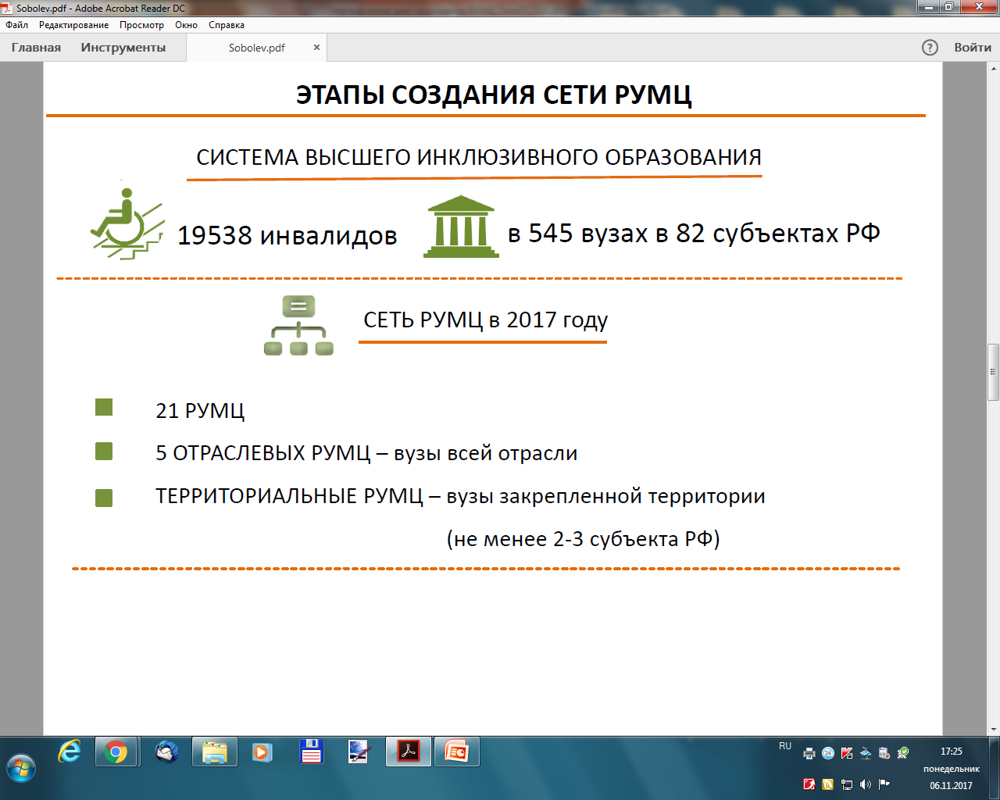 Sobolev.pdf - Adobe Acrobat Reader DC
Файл Редактирование Просмотр Окно Справка
Главная Инструменты Sobolev.pdf × ? Войти
ЭТАПЫ СОЗДАНИЯ СЕТИ РУМЦ
СИСТЕМА ВЫСШЕГО ИНКЛЮЗИВНОГО ОБРАЗОВАНИЯ
19538 инвалидов в 545 вузах в 82 субъектах РФ
СЕТЬ РУМЦ в 2017 году
21 РУМЦ
5 ОТРАСЛЕВЫХ РУМЦ – вузы всей отрасли
ТЕРРИТОРИАЛЬНЫЕ РУМЦ – вузы закрепленной территории
(не менее 2-3 субъекта РФ)
RU
24
17:25
понедельник
06.11.2017